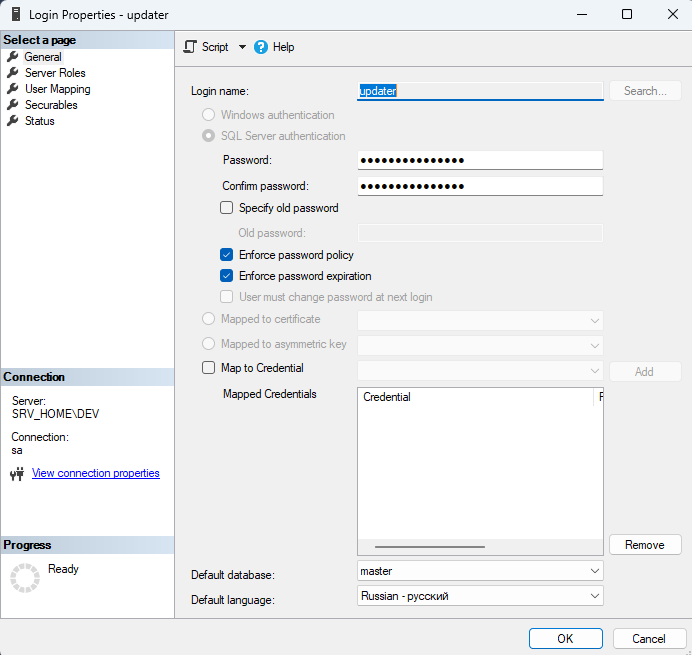 Login Properties - updater
Select a page
General
Server Roles
User Mapping
Securables
Status
Script
Help
Login name:
updater
Search...
Windows authentication
SQL Server authentication
Password:
●●●●●●●●●●●●●●●
Confirm password:
●●●●●●●●●●●●●●●
Specify old password
Old password:
Enforce password policy
Enforce password expiration
User must change password at next login
Mapped to certificate
Mapped to asymmetric key
Map to Credential
Add
Mapped Credentials
Credential
Remove
Default database:
master
Default language:
Russian - русский
Connection
Server:
SRV_HOME\DEV
Connection:
sa
View connection properties
Progress
Ready
OK
Cancel